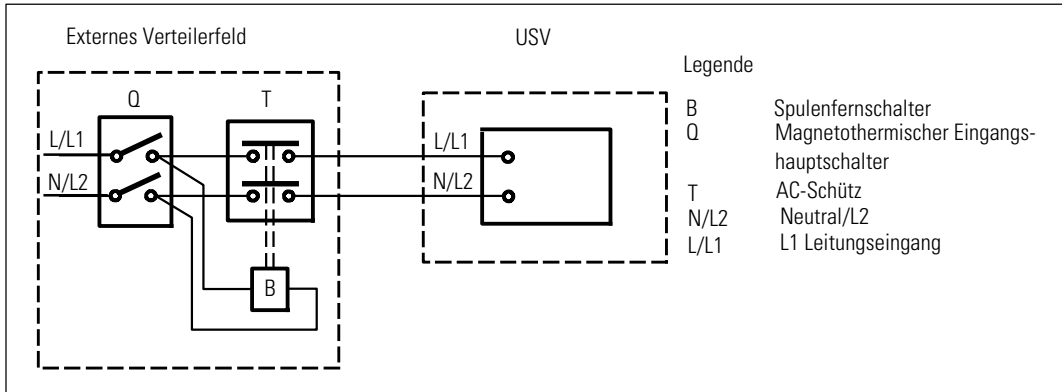 Externes Verteilerfeld
USV
Q
T
L/L1
N/L2
B
L/L1
N/L2
Legende
B Spulenfernschalter
Q Magnetothermischer Eingangs-
hauptschalter
T AC-Schütz
N/L2 Neutral/L2
L/L1 L1 Leitungseingang